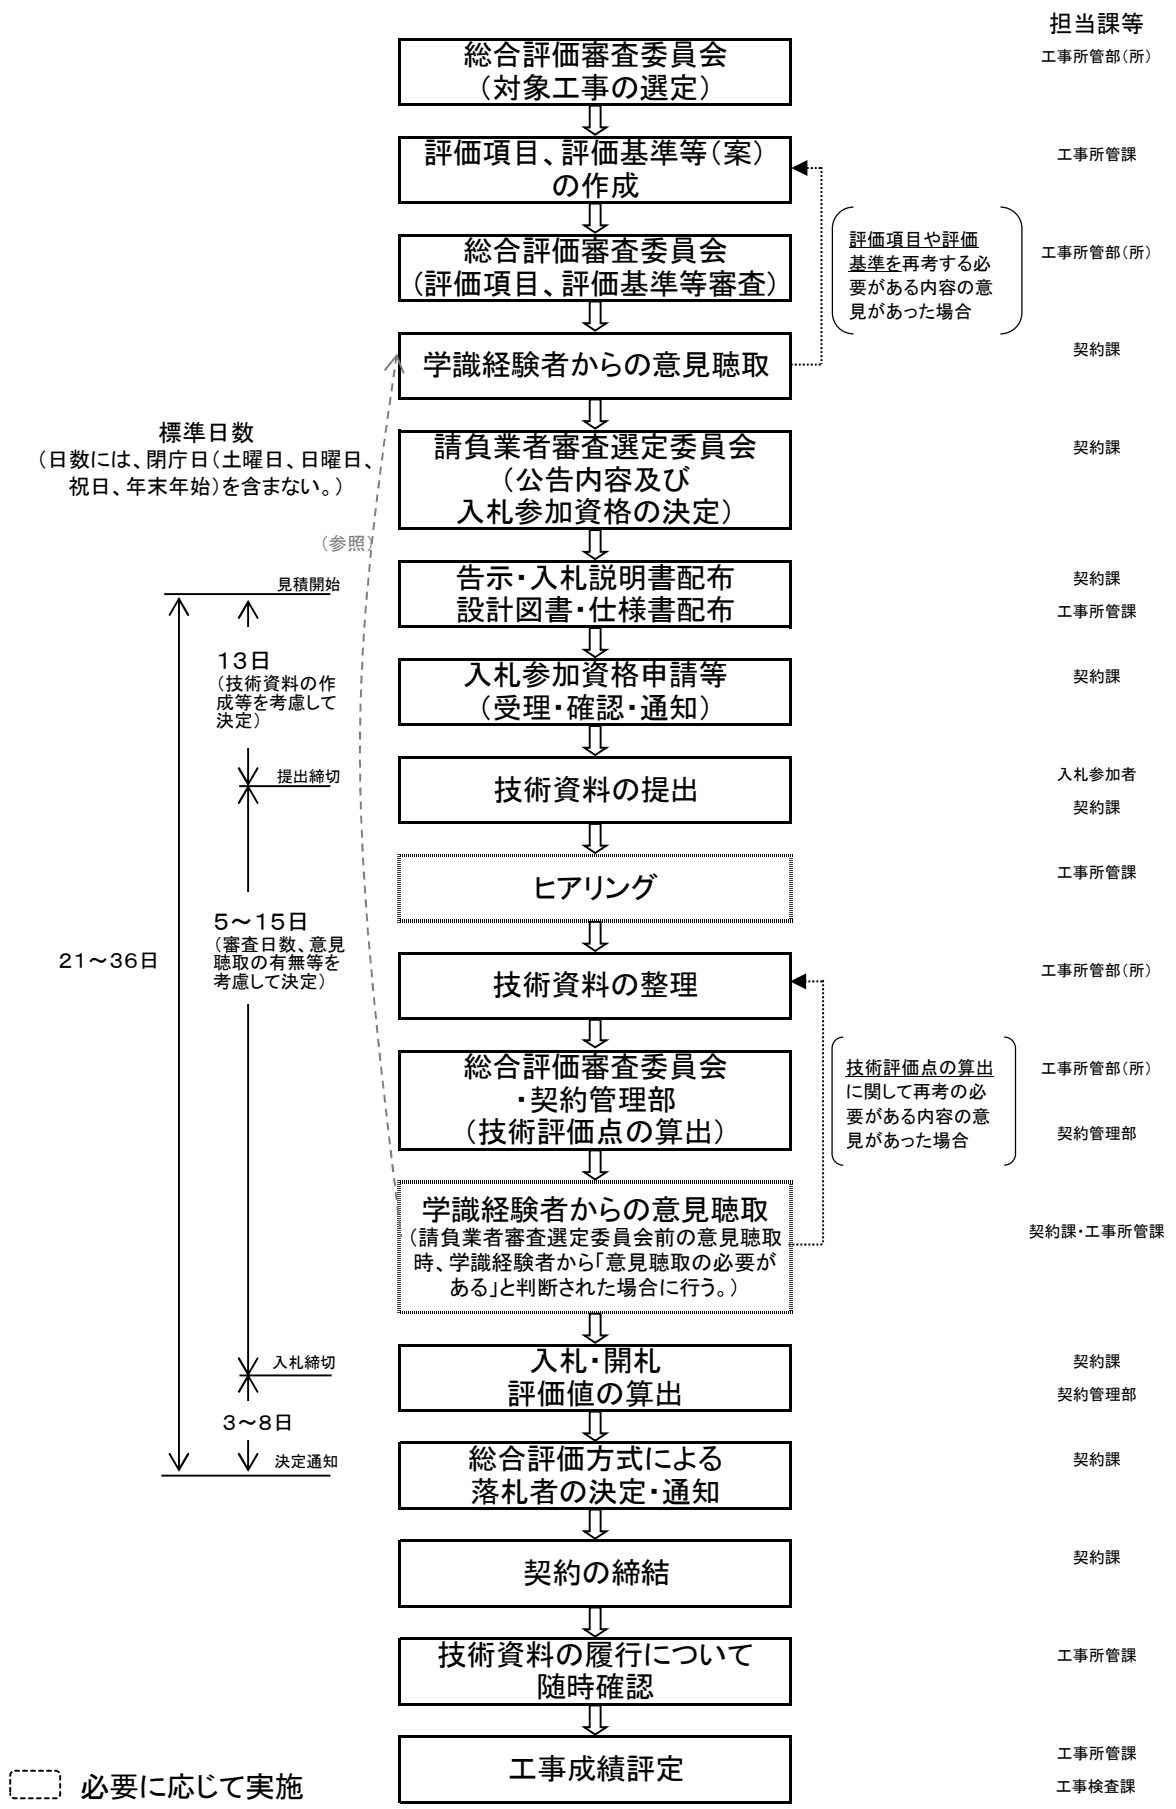 担当課等
総合評価審査委員会
（対象工事の選定）
工事所管部（所）
評価項目、評価基準等（案）
の作成
工事所管課
総合評価審査委員会
（評価項目、評価基準等審査）
工事所管部（所）
評価項目や評価
基準を再考する必
要がある内容の意
見があった場合
学識経験者からの意見聴取
契約課
標準日数
（日数には、閉庁日（土曜日、日曜日、
祝日、年末年始）を含まない。）
請負業者審査選定委員会
（公告内容及び
入札参加資格の決定）
契約課
（参照）
見積開始
告示・入札説明書配布
設計図書・仕様書配布
契約課
工事所管課
13日
（技術資料の作
成等を考慮して
決定）
入札参加資格申請等
（受理・確認・通知）
契約課
提出締切
技術資料の提出
入札参加者
契約課
ヒアリング
工事所管課
5～15日
（審査日数、意見
聴取の有無等を
考慮して決定）
21～36日
技術資料の整理
工事所管部（所）
総合評価審査委員会
・契約管理部
（技術評価点の算出）
技術評価点の算出
に関して再考の必
要がある内容の意
見があった場合
工事所管部（所）
契約管理部
学識経験者からの意見聴取
（請負業者審査選定委員会前の意見聴取
時、学識経験者から「意見聴取の必要が
ある」と判断された場合に行う。）
契約課・工事所管課
入札締切
入札・開札
評価値の算出
契約課
契約管理部
3～8日
決定通知
総合評価方式による
落札者の決定・通知
契約課
契約の締結
契約課
技術資料の履行について
随時確認
工事所管課
工事成績評定
工事所管課
工事検査課
必要に応じて実施